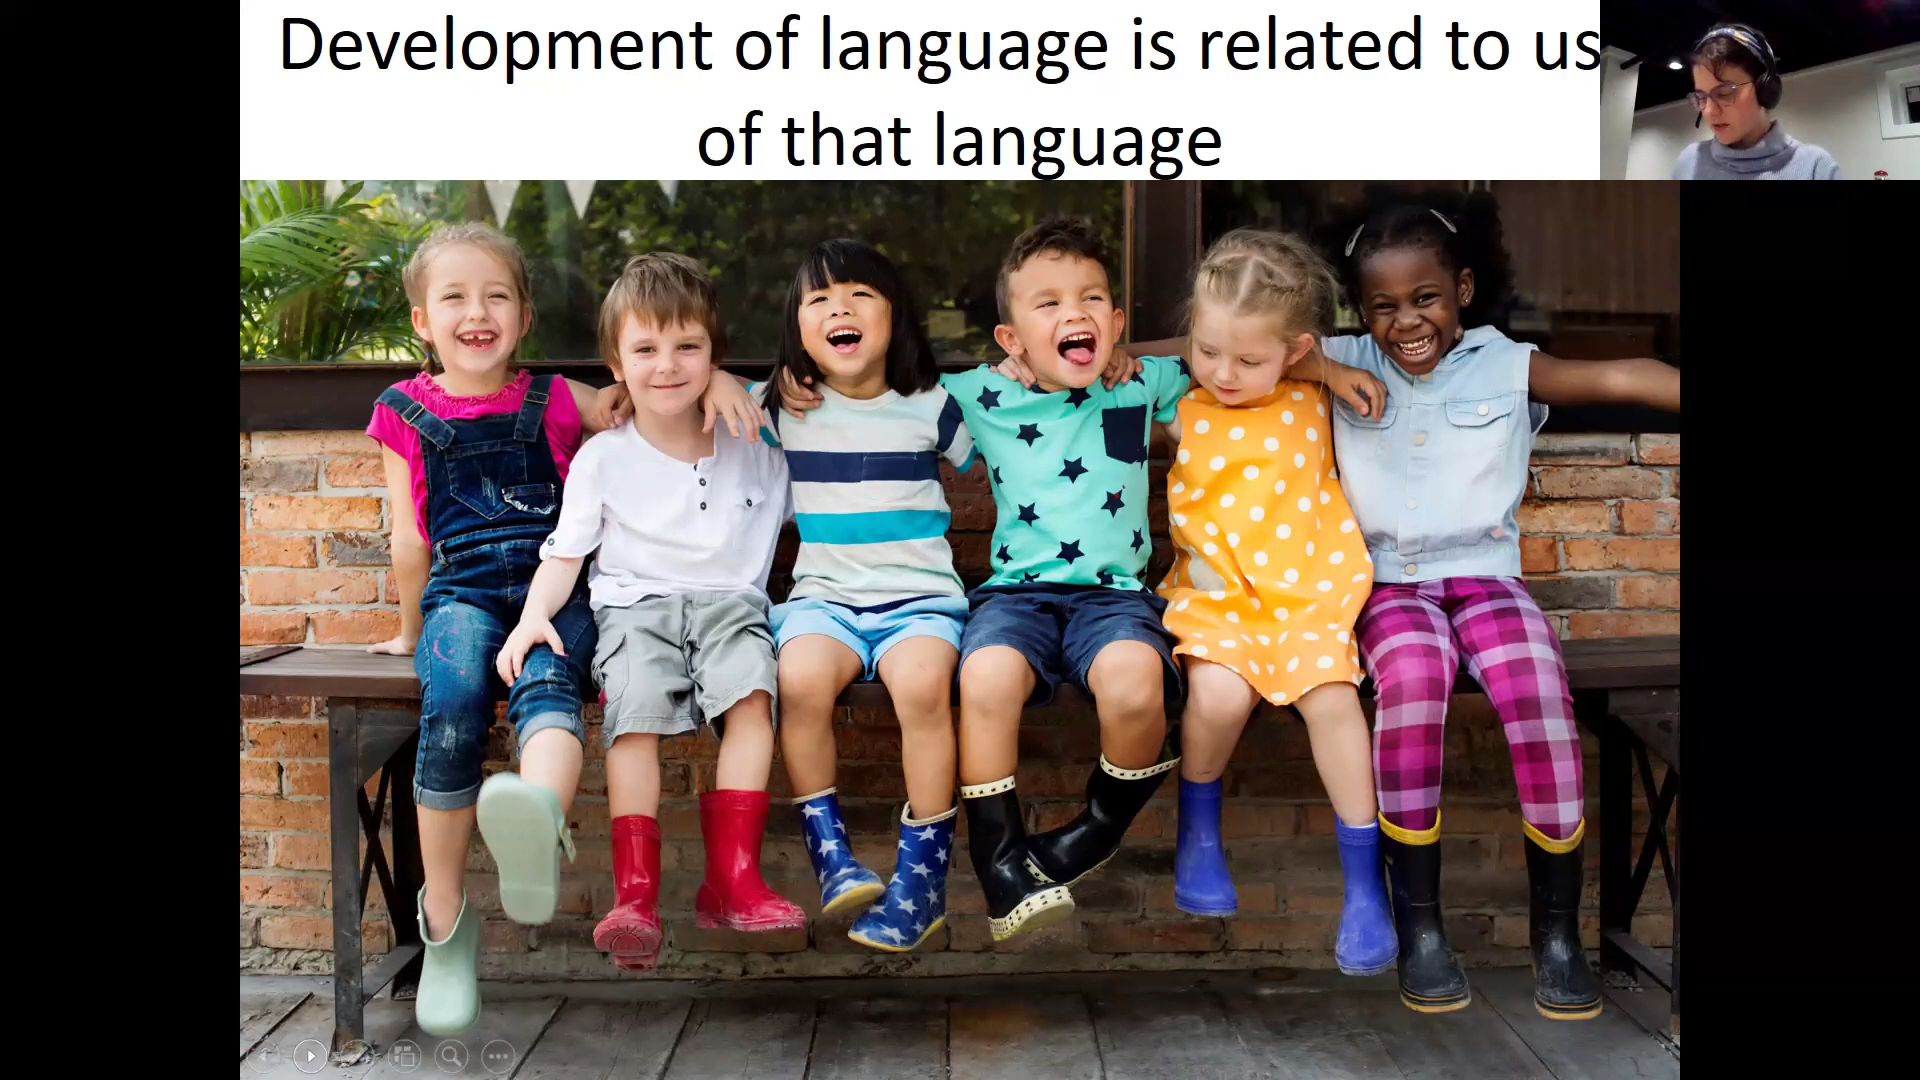 Development of language is related to us
of that language